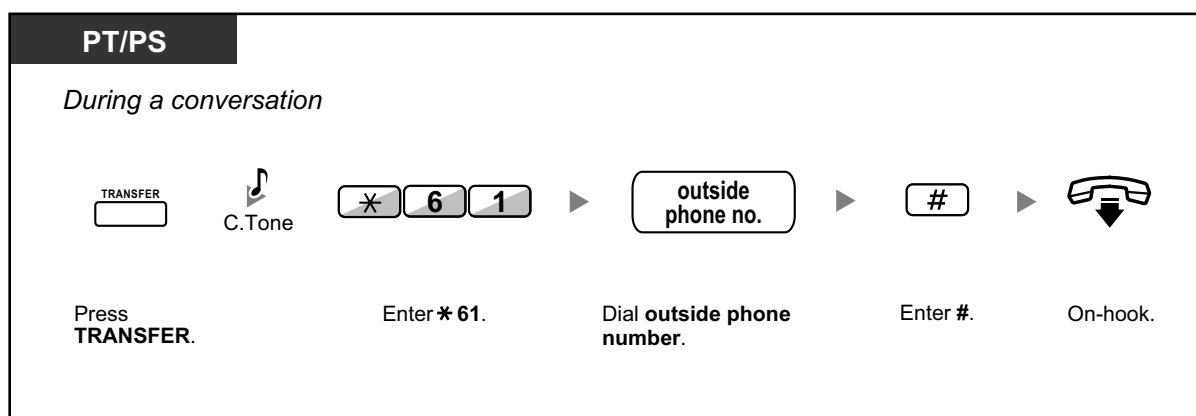 PT/PS
During a conversation
TRANSFER
C.Tone
* 6 1
outside
phone no.
#
Press
TRANSFER.
Enter * 61.
Dial outside phone
number.
Enter #.
On-hook.